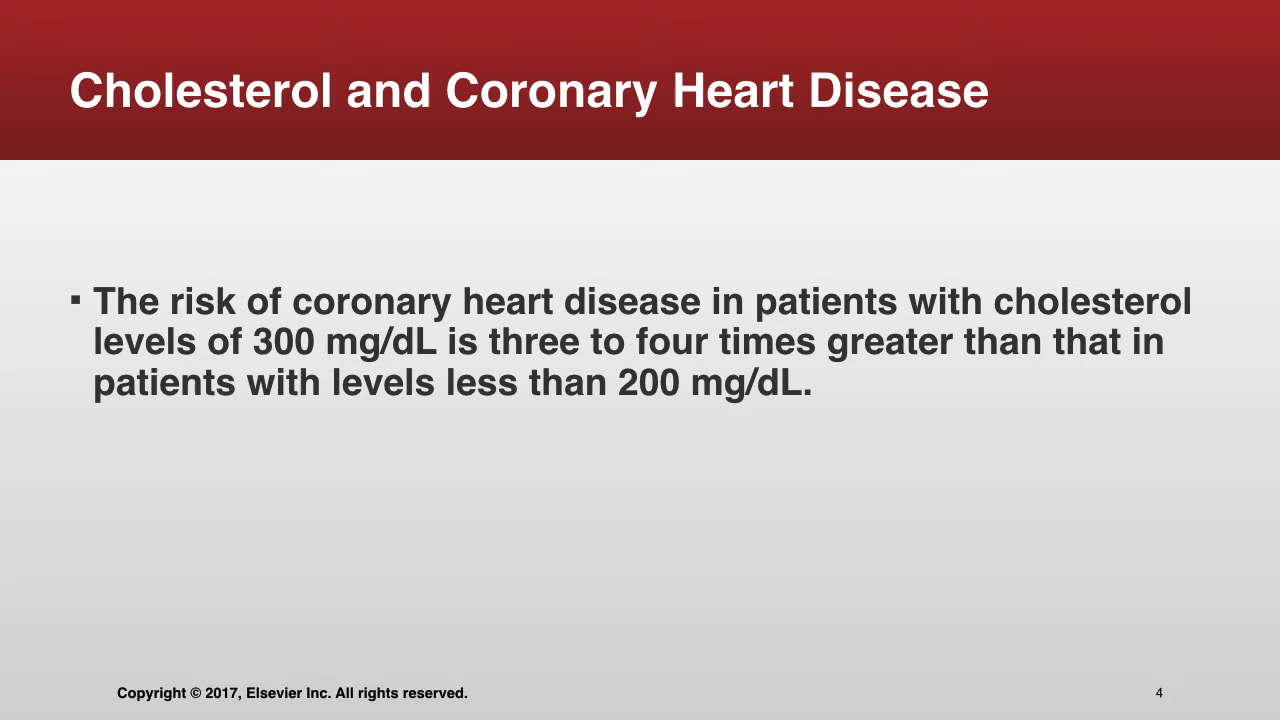 Cholesterol and Coronary Heart Disease
▪ The risk of coronary heart disease in patients with cholesterol
levels of 300 mg/dL is three to four times greater than that in
patients with levels less than 200 mg/dL.
Copyright © 2017, Elsevier Inc. All rights reserved.
4